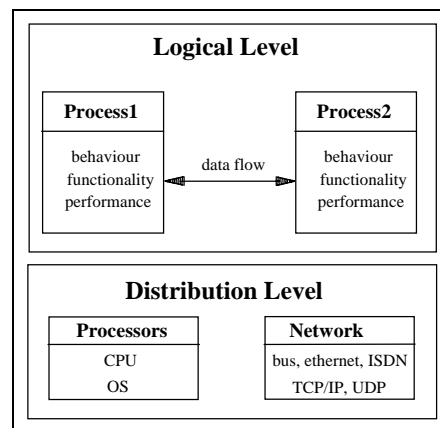 Logical Level
Process1
behaviour
functionality
performance
data flow
Process2
behaviour
functionality
performance
Distribution Level
Processors
CPU
OS
Network
bus, ethernet, ISDN
TCP/IP, UDP